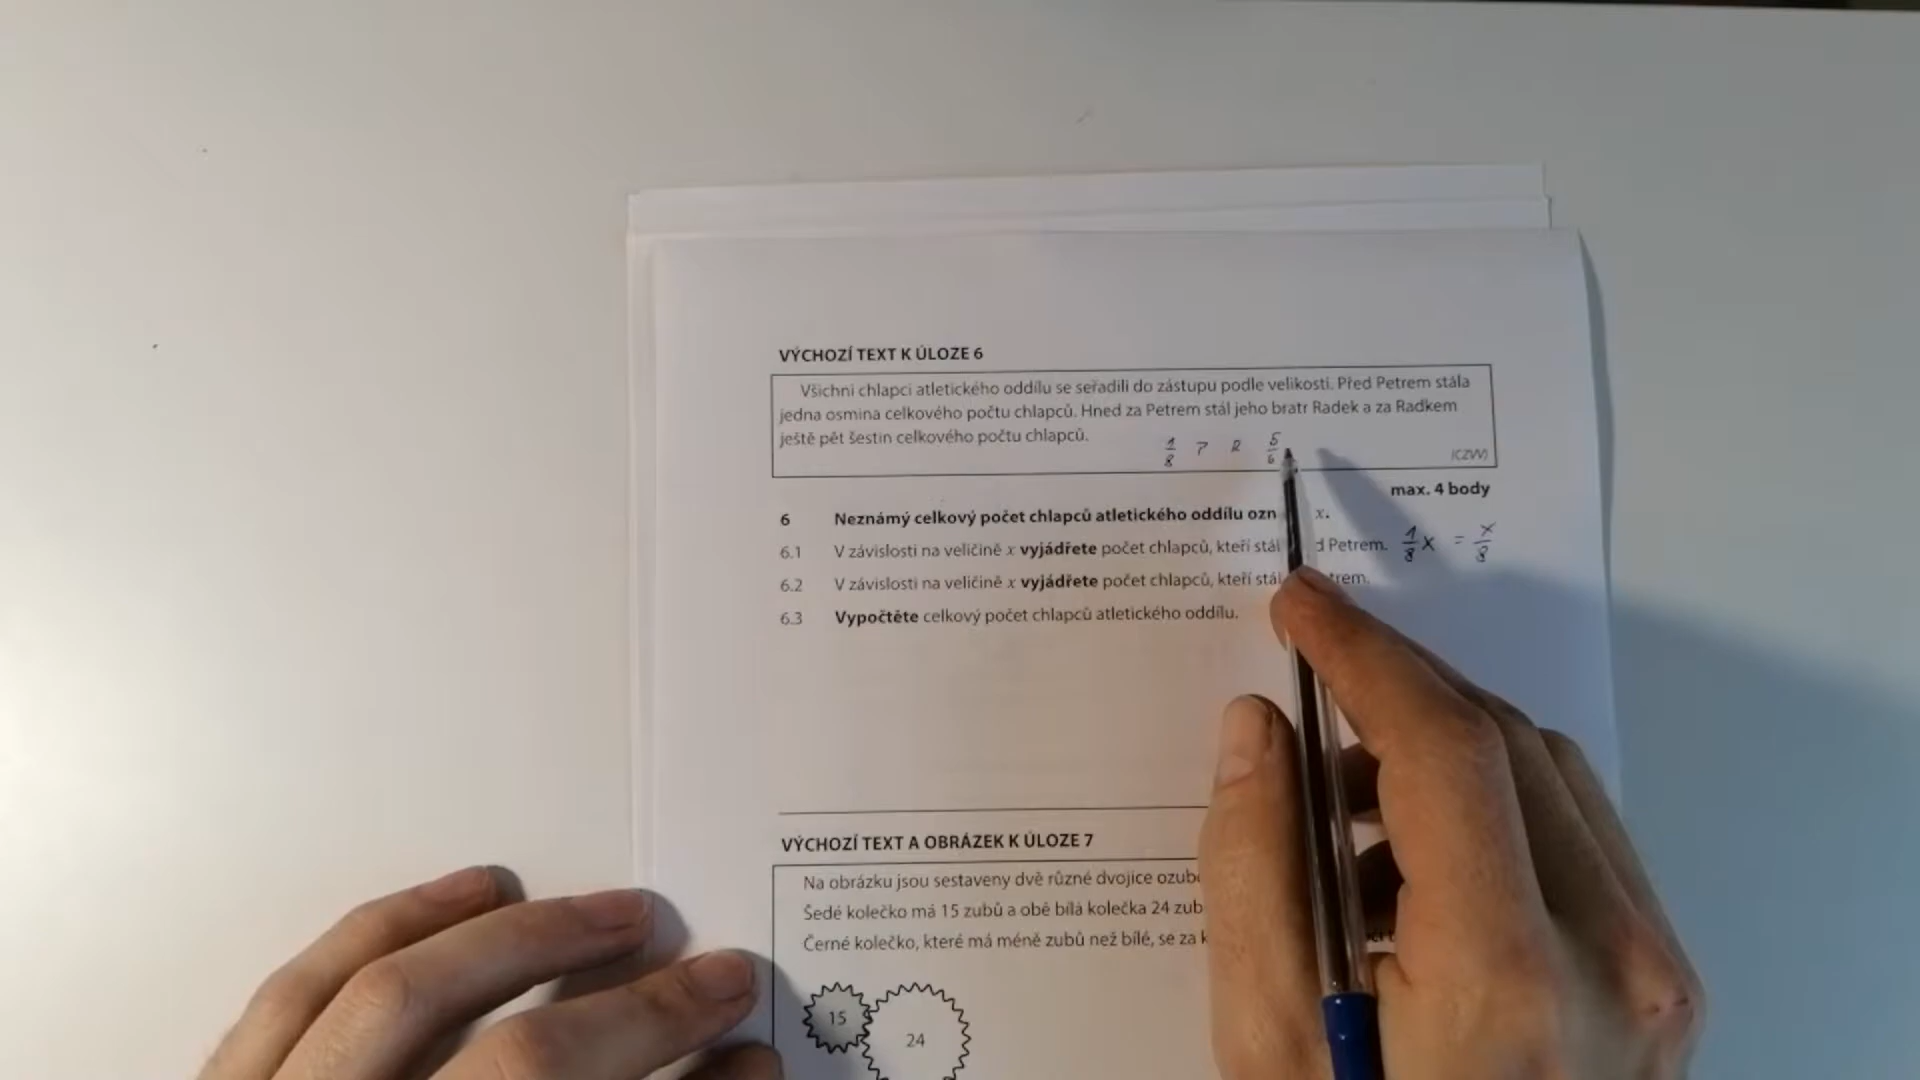 VÝCHOZÍ TEXT K ÚLOZE 6
Všichni chlapci atletického oddílu se seřadili do zástupu podle velikosti. Před Petrem stála
jedna osmina celkového počtu chlapců. Hned za Petrem stál jeho bratr Radek a za Radkem
ještě pět šestin celkového počtu chlapců.
1/8 P R 5/6
(CZVV)
max. 4 body
6 Neznámý celkový počet chlapců atletického oddílu ozn x.
6.1 V závislosti na veličině x vyjádřete počet chlapců, kteří stál d Petrem. 1/8 x = x/8
6.2 V závislosti na veličině x vyjádřete počet chlapců, kteří stál trem.
6.3 Vypočtěte celkový počet chlapců atletického oddílu.
VÝCHOZÍ TEXT A OBRÁZEK K ÚLOZE 7
Na obrázku jsou sestaveny dvě různé dvojice ozub
Šedé kolečko má 15 zubů a obě bílá kolečka 24 zub
Černé kolečko, které má méně zubů než bílé, se za k
15
24